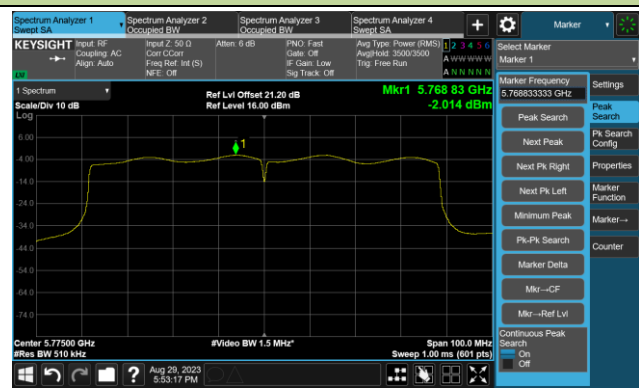 Spectrum Analyzer 1
Swept SA
Spectrum Analyzer 2
Occupied BW
Spectrum Analyzer 3
Occupied BW
Spectrum Analyzer 4
Swept SA
+
Marker
KEYSIGHT
Input: RF
Coupling: AC
Align: Auto
Input Z: 50 Ω
Corr CCorr
Freq Ref: Int (S)
NFE: Off
Atten: 6 dB
PNO: Fast
Gate: Off
IF Gain: Low
Sig Track: Off
Avg Type: Power (RMS)
Avg|Hold: 3500/3500
Trig: Free Run
1 2 3 4 5 6
A W W W W W
A N N N N N
LW
Select Marker
Marker 1
1 Spectrum
Scale/Div 10 dB
Log
Ref Lvl Offset 21.20 dB
Ref Level 16.00 dBm
Mkr1 5.768 83 GHz
-2.014 dBm
6.00
-4.00
-14.0
-24.0
-34.0
-44.0
-54.0
-64.0
-74.0
1
Center 5.77500 GHz
#Res BW 510 kHz
#Video BW 1.5 MHz*
Span 100.0 MHz
Sweep 1.00 ms (601 pts)
Marker Frequency
5.768833333 GHz
Peak Search
Next Peak
Next Pk Right
Next Pk Left
Minimum Peak
Pk-Pk Search
Marker Delta
Mkr→CF
Mkr→Ref Lvl
Continuous Peak
Search
On
Off
Settings
Peak
Search
Pk Search
Config
Properties
Marker
Function
Marker→
Counter
?
Aug 29, 2023
5:53:17 PM